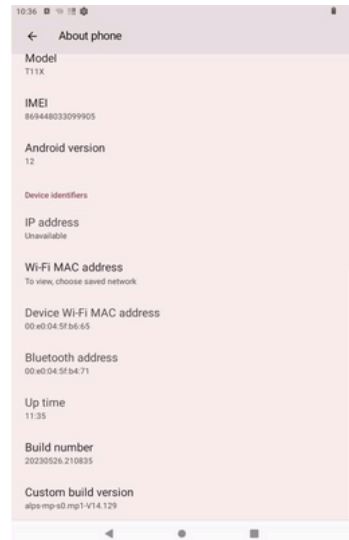 10:36
About phone
Model
T11X
IMEI
869448033099905
Android version
12
Device identifiers
IP address
Unavailable
Wi-Fi MAC address
To view, choose saved network
Device Wi-Fi MAC address
00:e0:04:5f:b6:65
Bluetooth address
00:e0:04:5f:b4:71
Up time
11:35
Build number
20230526.210835
Custom build version
alps-mp-s0.mp1-V14.129